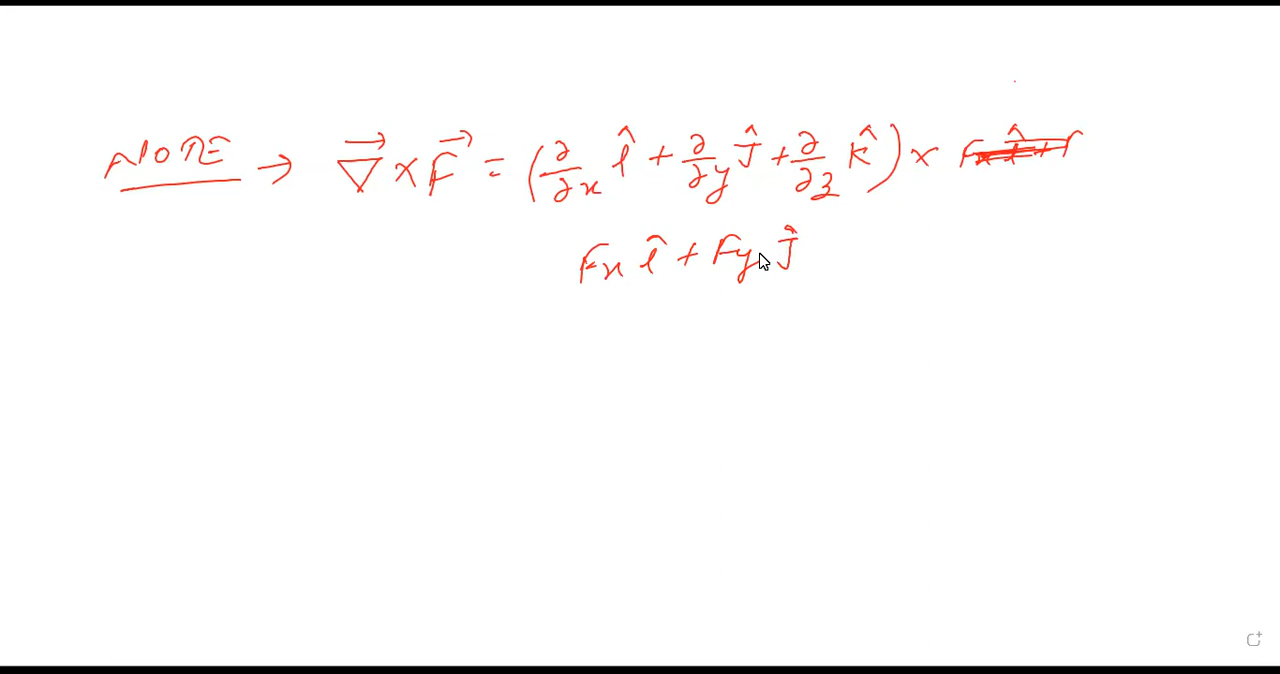 NOTE → ∇⃗ × F⃗ = (∂/∂x î + ∂/∂y ĵ + ∂/∂z k̂) ×
Fx î + Fy ĵ